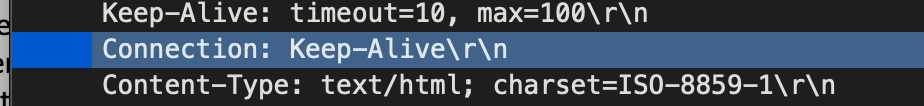 Keep-Alive: timeout=10, max=100\r\n
Connection: Keep-Alive\r\n
Content-Type: text/html; charset=ISO-8859-1\r\n